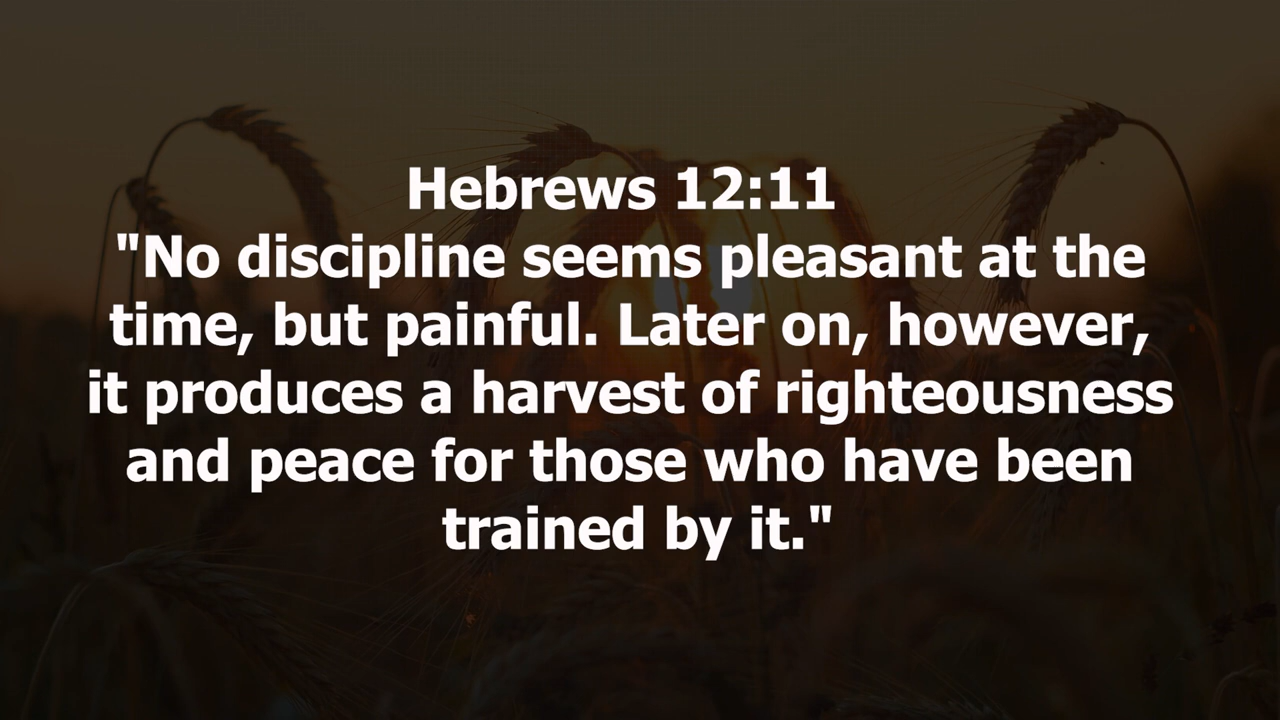 Hebrews 12:11
"No discipline seems pleasant at the
time, but painful. Later on, however,
it produces a harvest of righteousness
and peace for those who have been
trained by it."